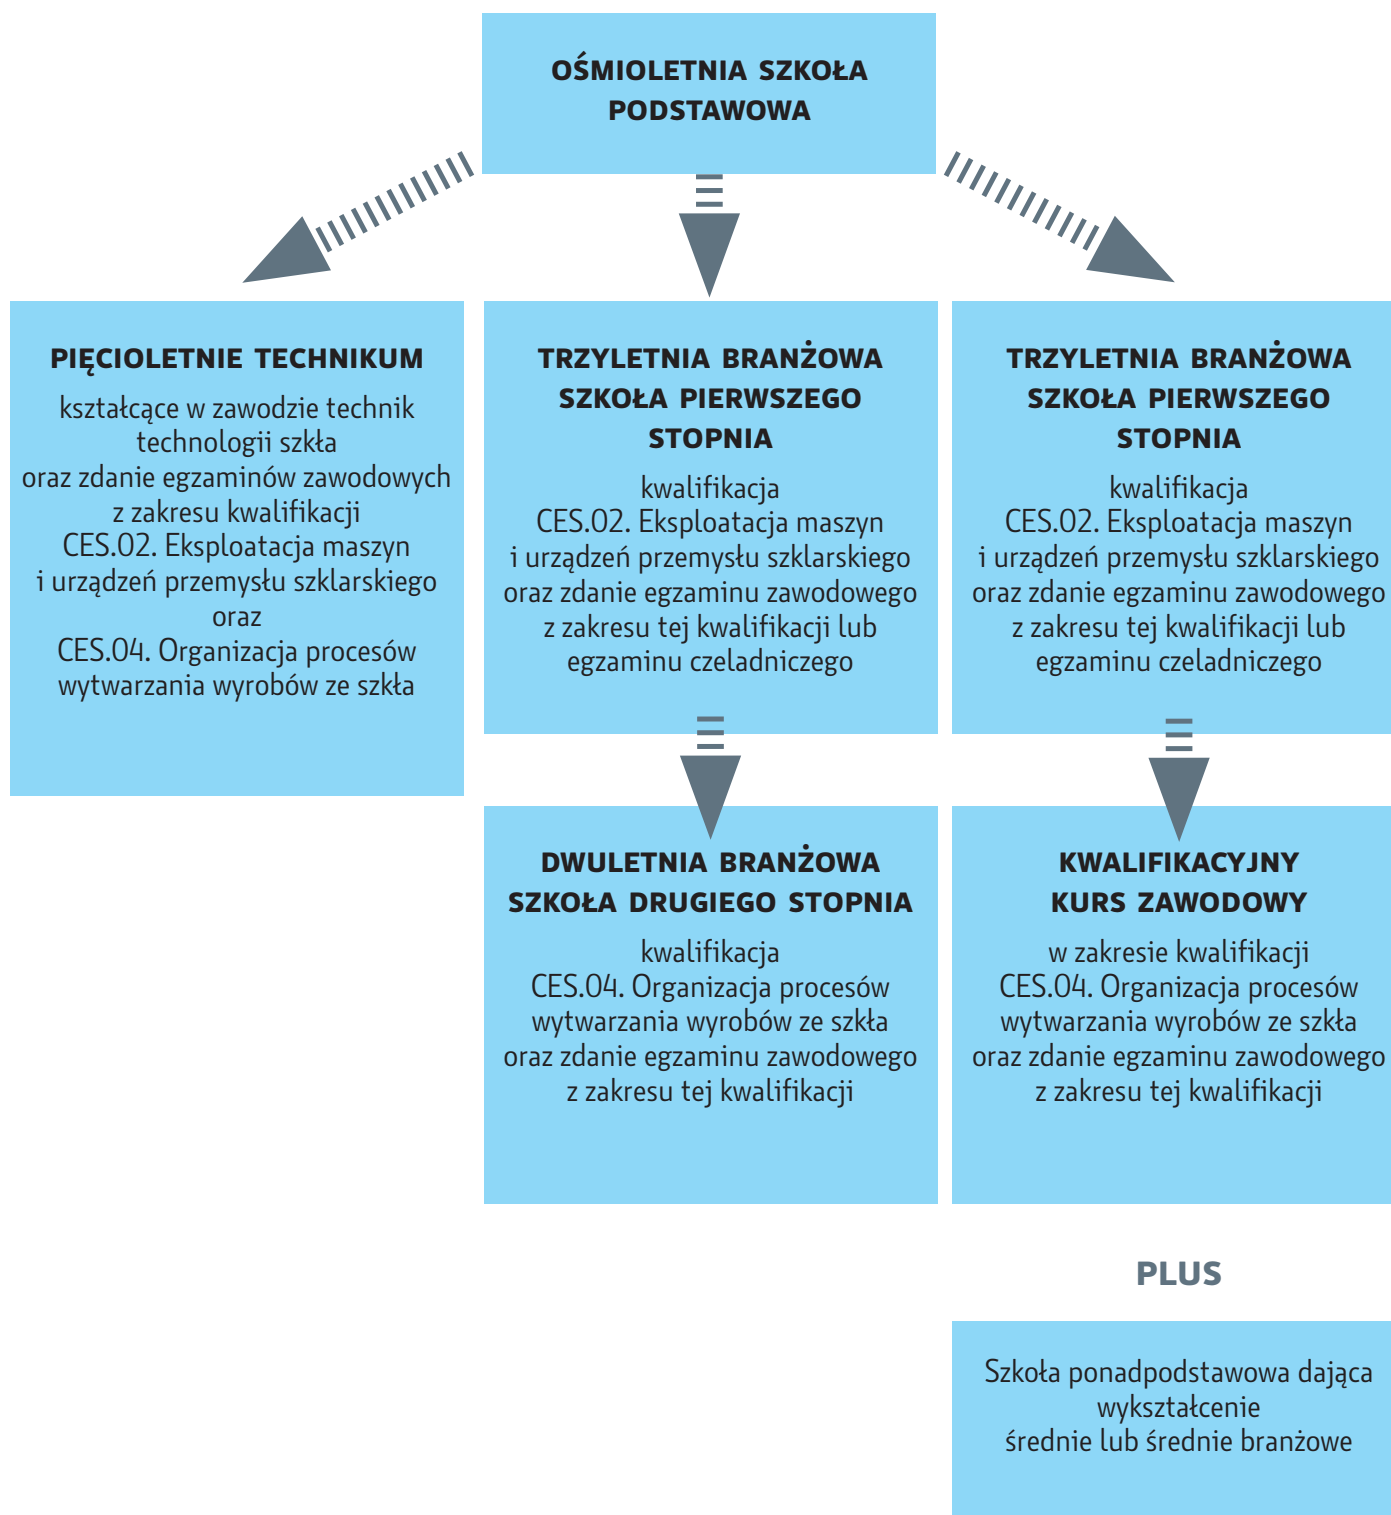 OŚMIOLETNIA SZKOŁA
PODSTAWOWA
PIĘCIOLETNIE TECHNIKUM
kształcące w zawodzie technik
technologii szkła
oraz zdanie egzaminów zawodowych
z zakresu kwalifikacji
CES.02. Eksploatacja maszyn
i urządzeń przemysłu szklarskiego
oraz
CES.04. Organizacja procesów
wytwarzania wyrobów ze szkła
TRZYLETNIA BRANŻOWA
SZKOŁA PIERWSZEGO
STOPNIA
kwalifikacja
CES.02. Eksploatacja maszyn
i urządzeń przemysłu szklarskiego
oraz zdanie egzaminu zawodowego
z zakresu tej kwalifikacji lub
egzaminu czeladniczego
TRZYLETNIA BRANŻOWA
SZKOŁA PIERWSZEGO
STOPNIA
kwalifikacja
CES.02. Eksploatacja maszyn
i urządzeń przemysłu szklarskiego
oraz zdanie egzaminu zawodowego
z zakresu tej kwalifikacji lub
egzaminu czeladniczego
DWULETNIA BRANŻOWA
SZKOŁA DRUGIEGO STOPNIA
kwalifikacja
CES.04. Organizacja procesów
wytwarzania wyrobów ze szkła
oraz zdanie egzaminu zawodowego
z zakresu tej kwalifikacji
KWALIFIKACYJNY
KURS ZAWODOWY
w zakresie kwalifikacji
CES.04. Organizacja procesów
wytwarzania wyrobów ze szkła
oraz zdanie egzaminu zawodowego
z zakresu tej kwalifikacji
PLUS
Szkoła ponadpodstawowa dająca
wykształcenie
średnie lub średnie branżowe